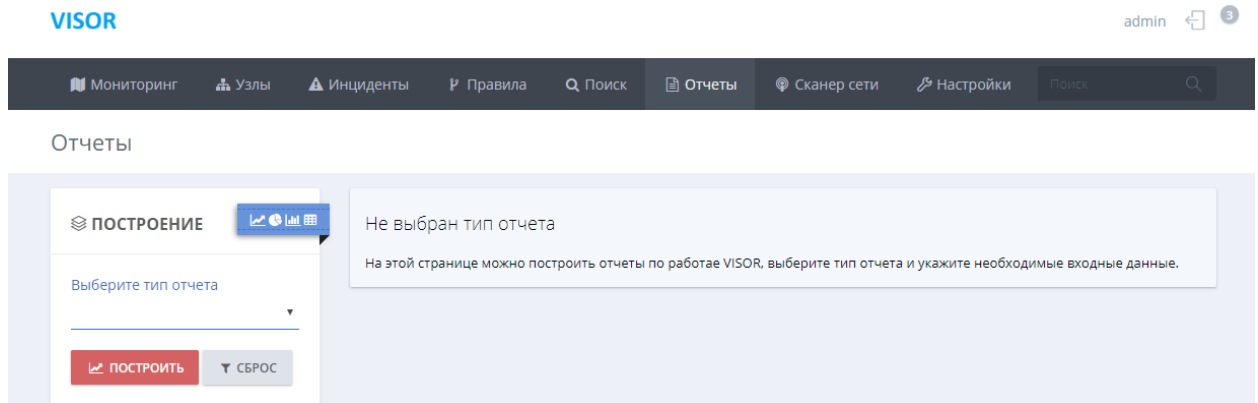 VISOR
admin
3
Мониторинг
Узлы
Инциденты
Правила
Поиск
Отчеты
Сканер сети
Настройки
Поиск
Отчеты
ПОСТРОЕНИЕ
Выберите тип отчета
ПОСТРОИТЬ
СБРОС
Не выбран тип отчета
На этой странице можно построить отчеты по работае VISOR, выберите тип отчета и укажите необходимые входные данные.